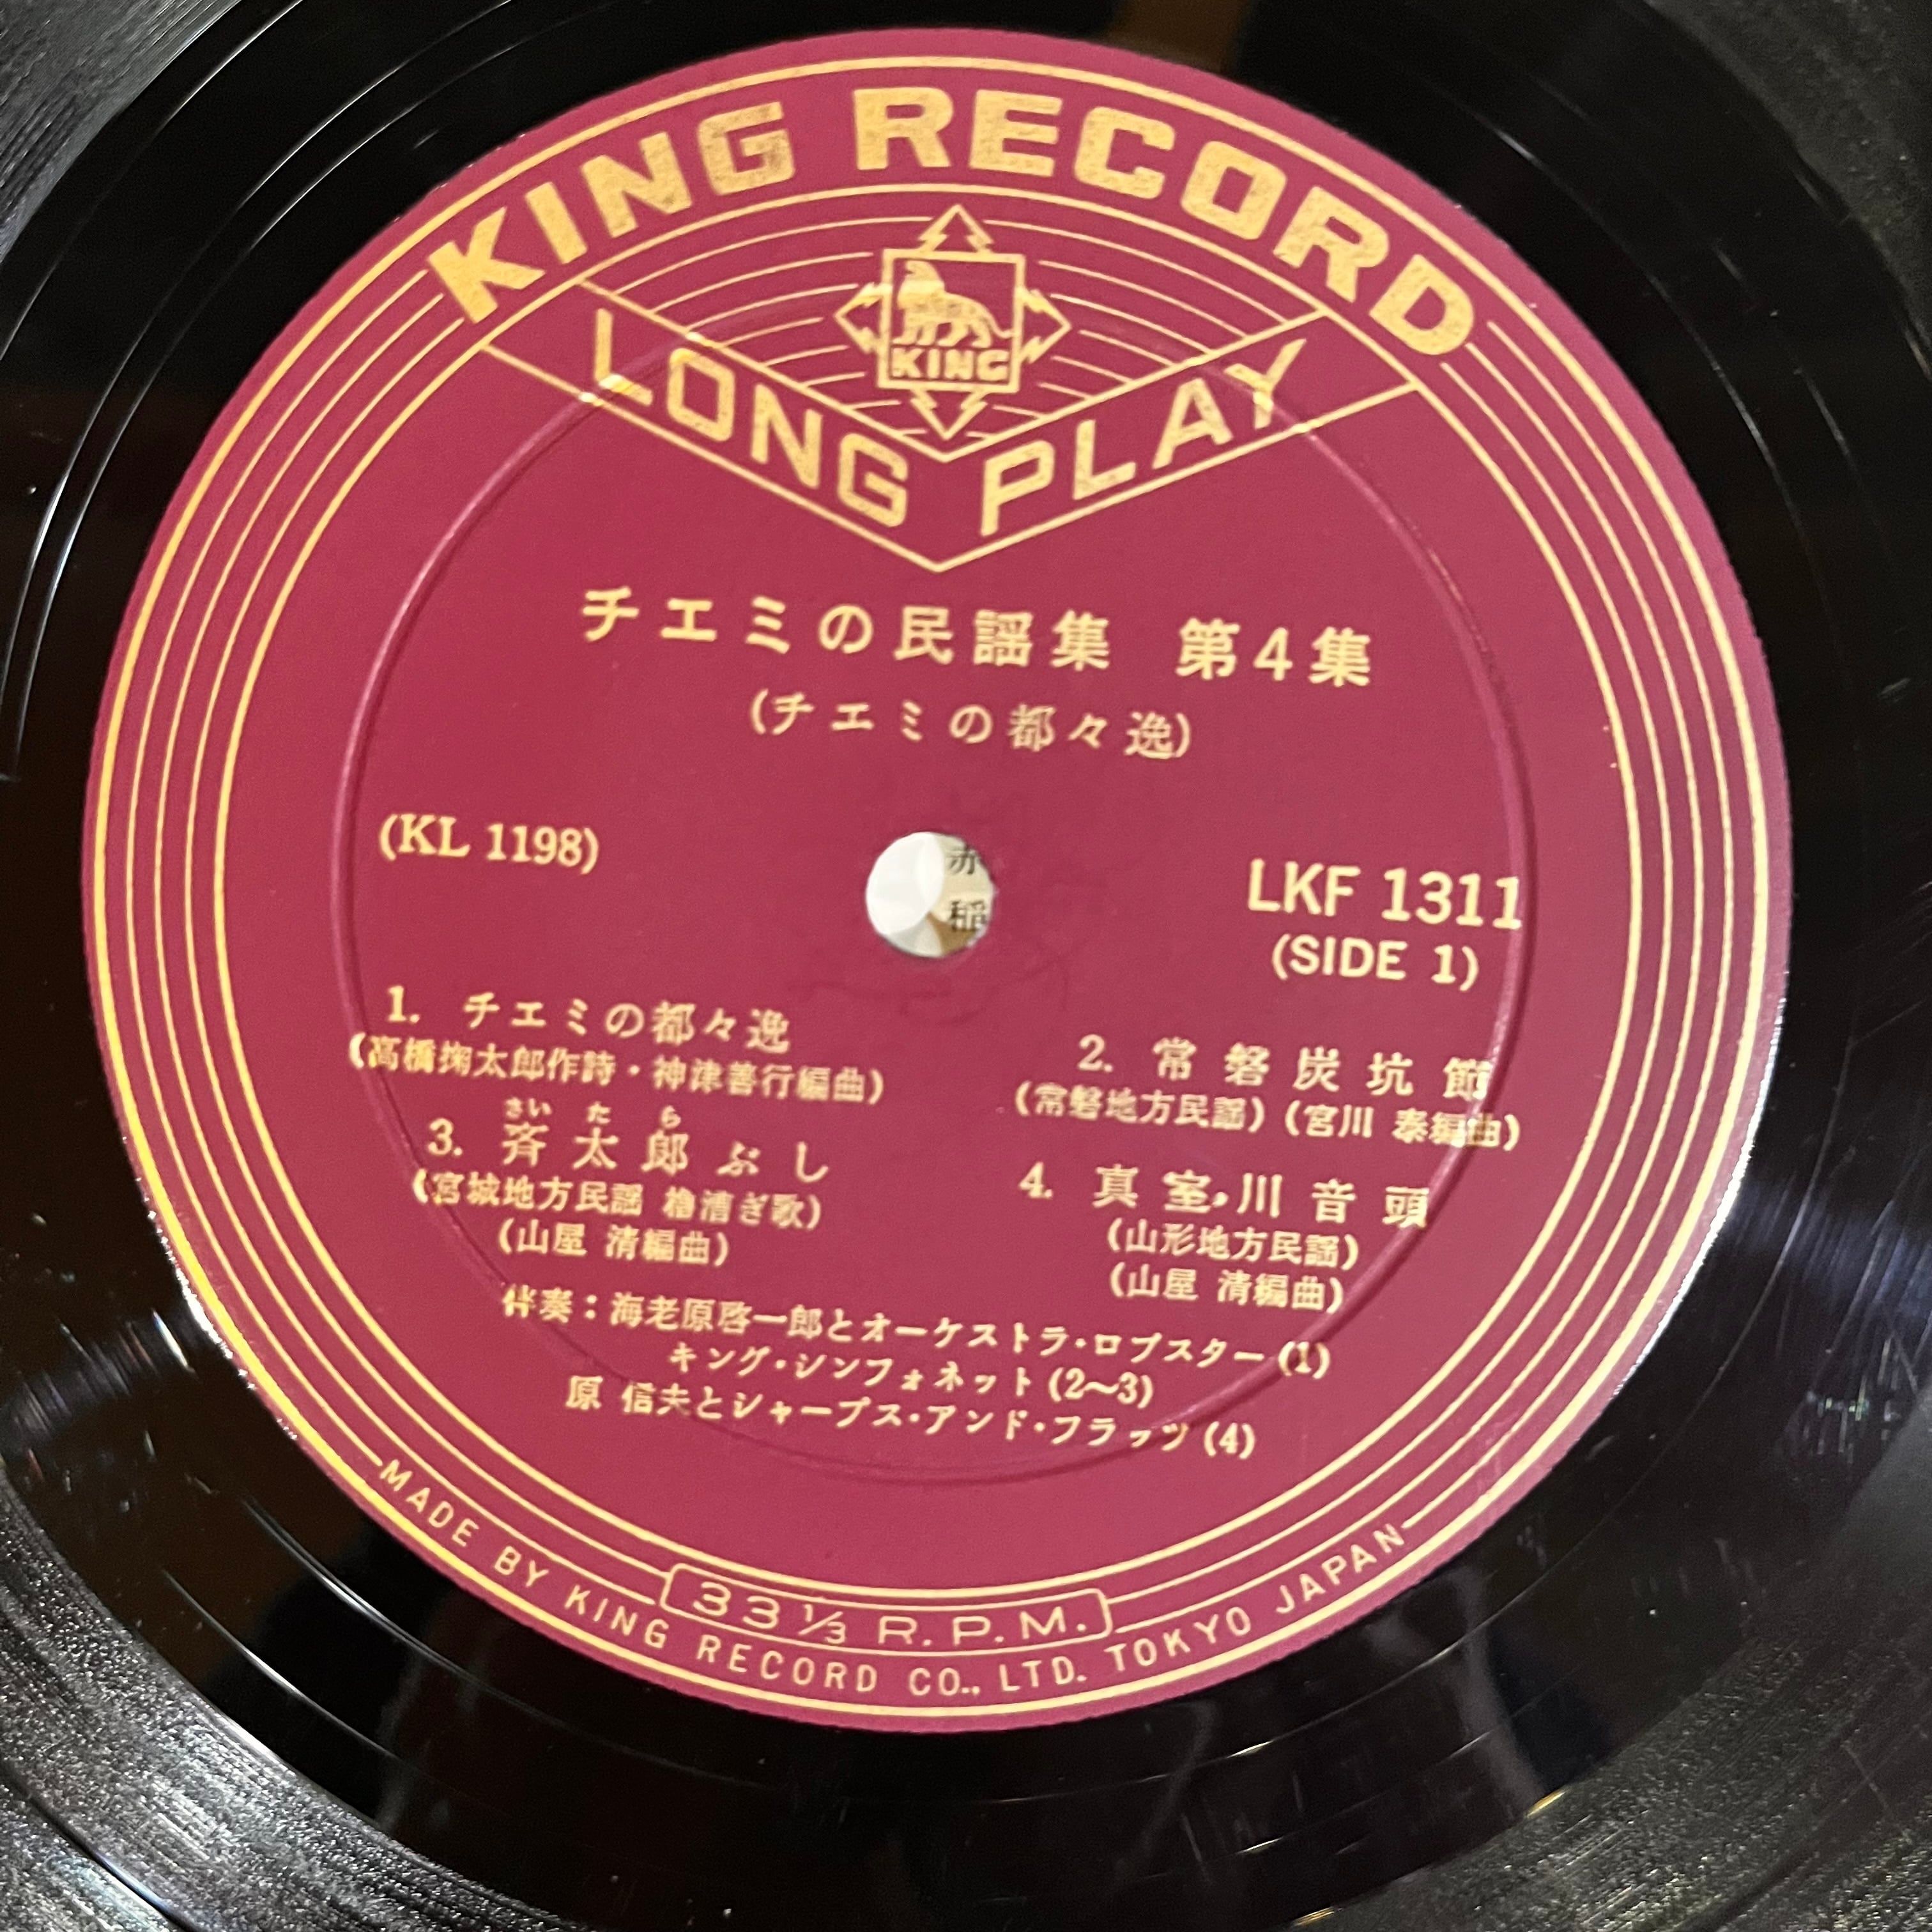 KING RECORD
KING
LONG PLAY
チエミの民謡集 第4集
(チエミの都々逸)
(KL 1198)
赤
稲
LKF 1311
(SIDE 1)
1. チエミの都々逸
(高橋掬太郎作詩・神津善行編曲)
2. 常磐炭坑節
(常磐地方民謡) (宮川 泰編曲)
さい た ら
3. 斉太郎ぶし
(宮城地方民謡 櫓漕ぎ歌)
(山屋 清編曲)
4. 真室川音頭
(山形地方民謡)
(山屋 清編曲)
伴奏:海老原啓一郎とオーケストラ・ロブスター(1)
キング・シンフォネット(2〜3)
原 信夫とシャープス・アンド・フラッツ(4)
33⅓ R.P.M.
MADE BY KING RECORD CO., LTD. TOKYO JAPAN